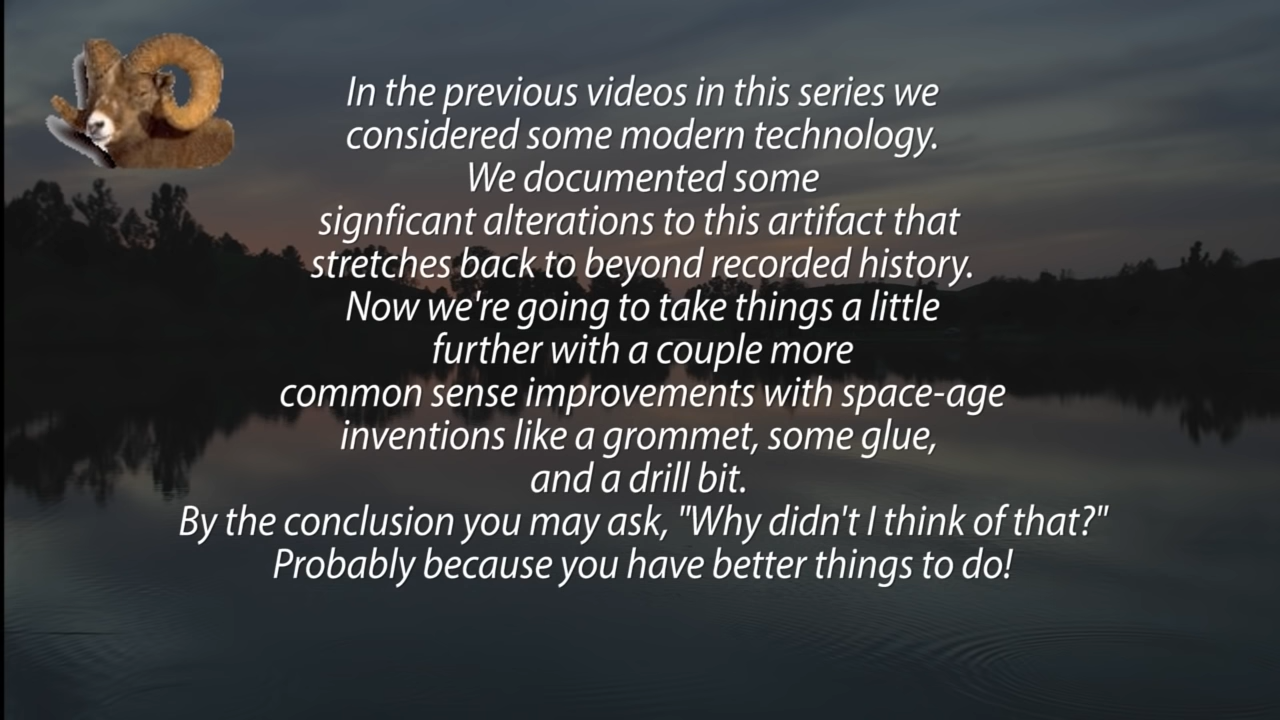 In the previous videos in this series we
considered some modern technology.
We documented some
signficant alterations to this artifact that
stretches back to beyond recorded history.
Now we're going to take things a little
further with a couple more
common sense improvements with space-age
inventions like a grommet, some glue,
and a drill bit.
By the conclusion you may ask, "Why didn't I think of that?"
Probably because you have better things to do!